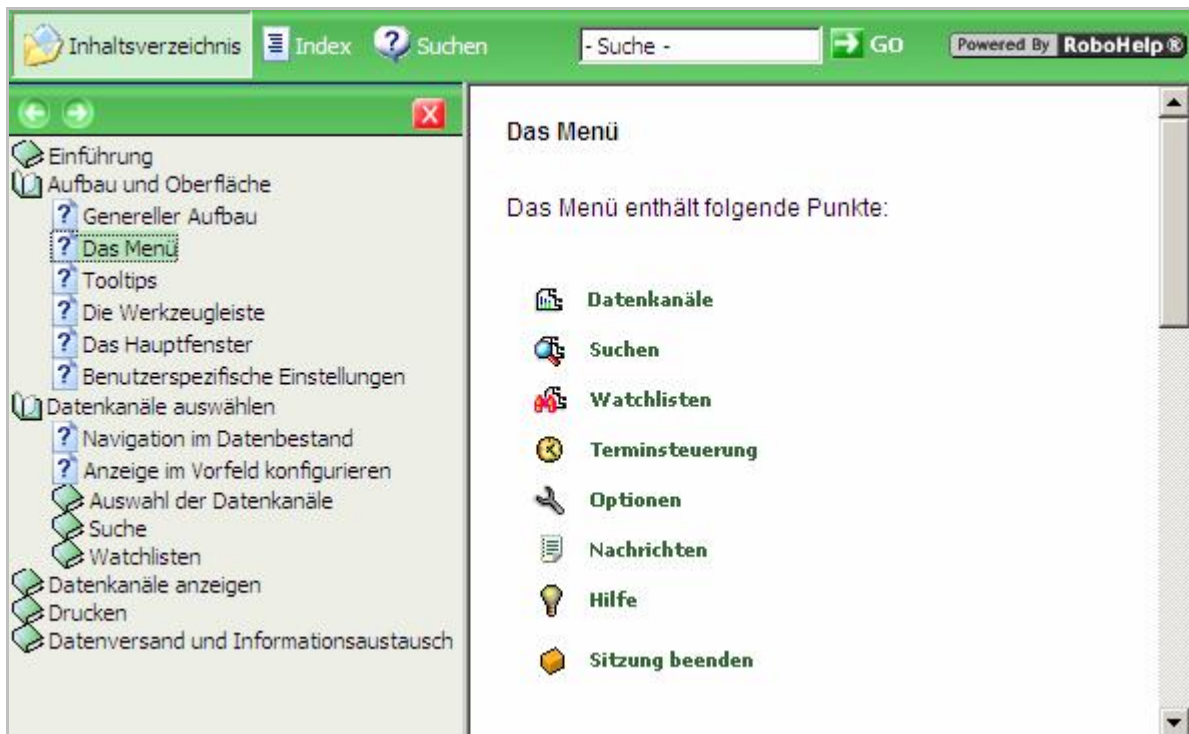 Inhaltsverzeichnis Index Suchen - Suche - GO Powered By RoboHelp®
Einführung
Aufbau und Oberfläche
Genereller Aufbau
Das Menü
Tooltips
Die Werkzeugleiste
Das Hauptfenster
Benutzerspezifische Einstellungen
Datenkanäle auswählen
Navigation im Datenbestand
Anzeige im Vorfeld konfigurieren
Auswahl der Datenkanäle
Suche
Watchlisten
Datenkanäle anzeigen
Drucken
Datenversand und Informationsaustausch
Das Menü
Das Menü enthält folgende Punkte:
Datenkanäle
Suchen
Watchlisten
Terminsteuerung
Optionen
Nachrichten
Hilfe
Sitzung beenden